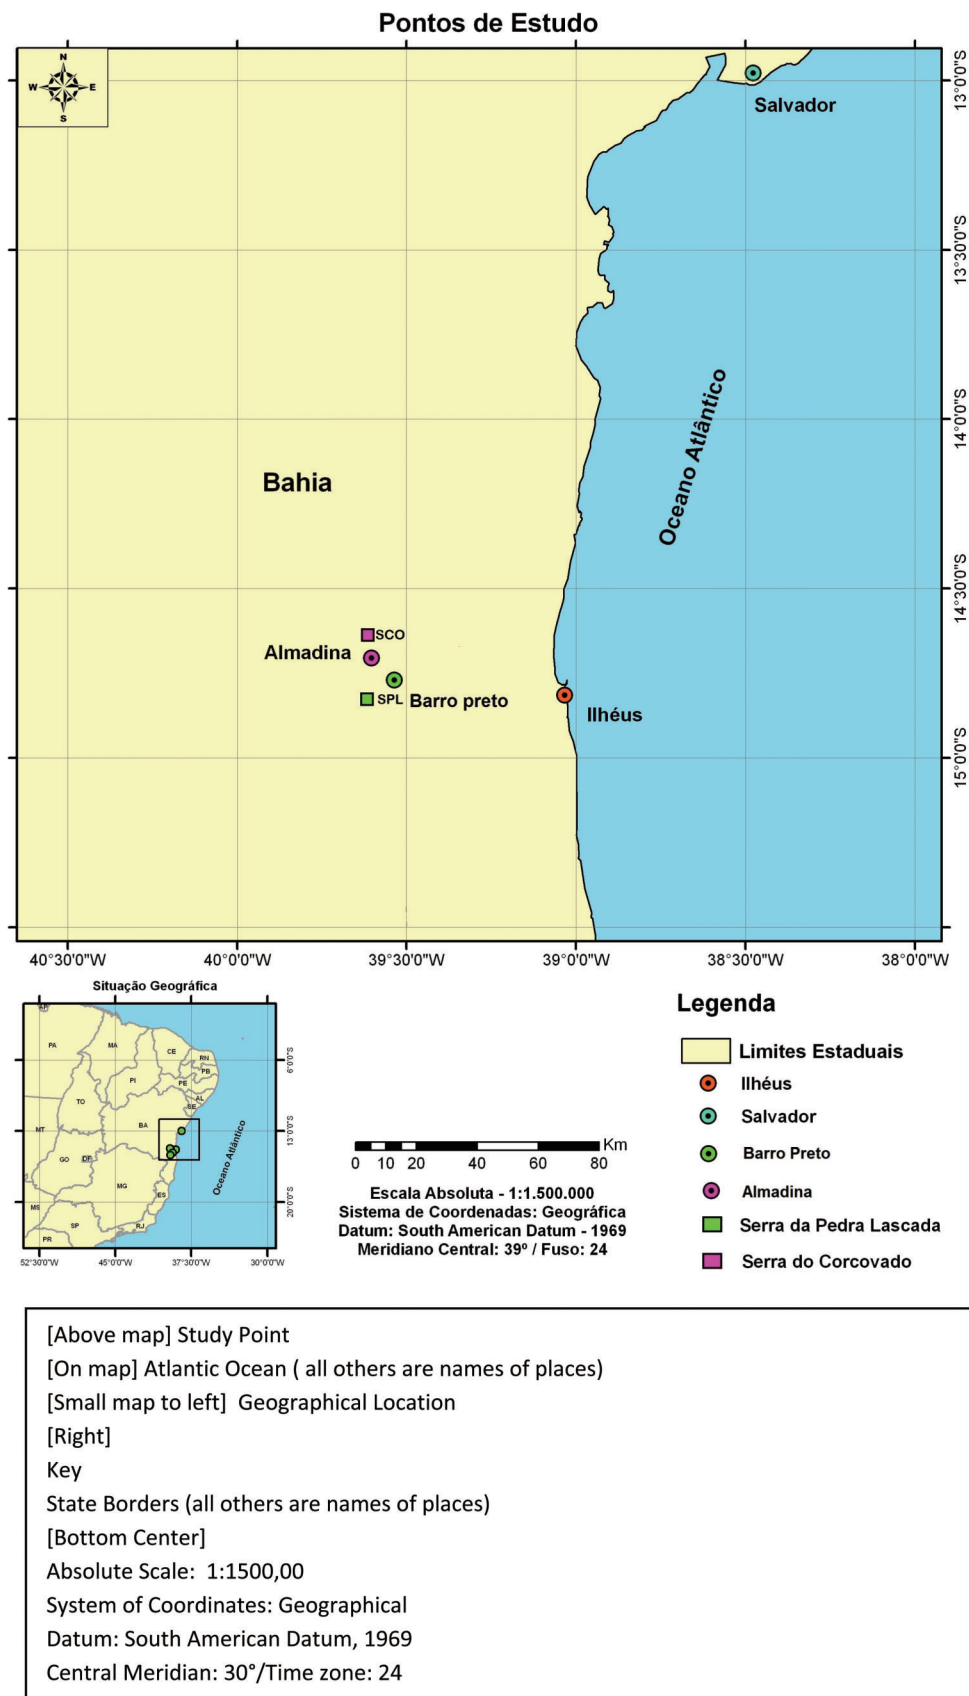 Pontos de Estudo
N
W E
S
Salvador
13°0'0"S
13°30'0"S
Oceano Atlântico
14°0'0"S
Bahia
14°30'0"S
SCO
Almadina
SPL Barro preto
Ilhéus
15°0'0"S
40°30'0"W 40°0'0"W 39°30'0"W 39°0'0"W 38°30'0"W 38°0'0"W
Situação Geográfica
AP
PA
MA
CE
RN
PB
PI
PE
AL
SE
TO
BA
MT
GO
DF
MG
ES
MS
SP
RJ
PR
Oceano Atlântico
6°0'0"S
13°0'0"S
20°0'0"S
52°30'0"W 45°0'0"W 37°30'0"W 30°0'0"W
Km
0 10 20 40 60 80
Escala Absoluta - 1:1.500.000
Sistema de Coordenadas: Geográfica
Datum: South American Datum - 1969
Meridiano Central: 39º / Fuso: 24
Legenda
Limites Estaduais
Ilhéus
Salvador
Barro Preto
Almadina
Serra da Pedra Lascada
Serra do Corcovado
[Above map] Study Point
[On map] Atlantic Ocean ( all others are names of places)
[Small map to left]  Geographical Location
[Right]
Key
State Borders (all others are names of places)
[Bottom Center]
Absolute Scale:  1:1500,00
System of Coordinates: Geographical
Datum: South American Datum, 1969
Central Meridian: 30°/Time zone: 24